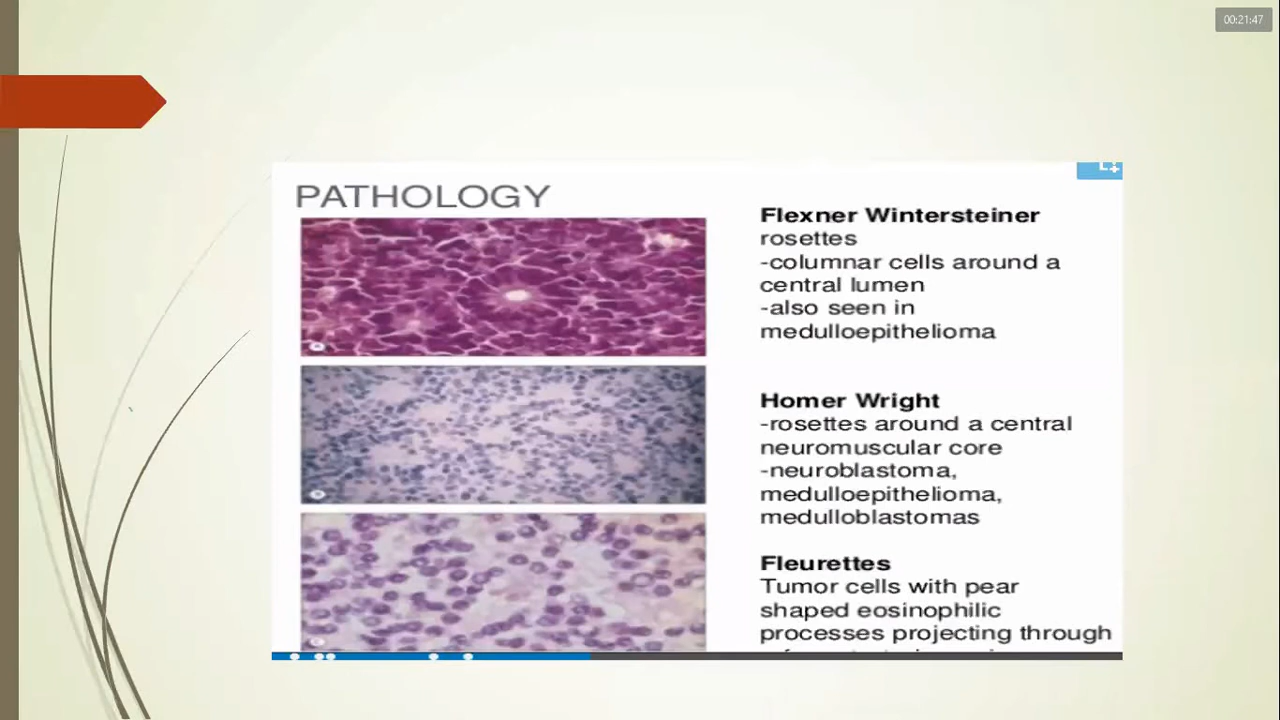 00:21:47
PATHOLOGY
Flexner Wintersteiner
rosettes
-columnar cells around a
central lumen
-also seen in
medulloepithelioma
Homer Wright
-rosettes around a central
neuromuscular core
-neuroblastoma,
medulloepithelioma,
medulloblastomas
Fleurettes
Tumor cells with pear
shaped eosinophilic
processes projecting through